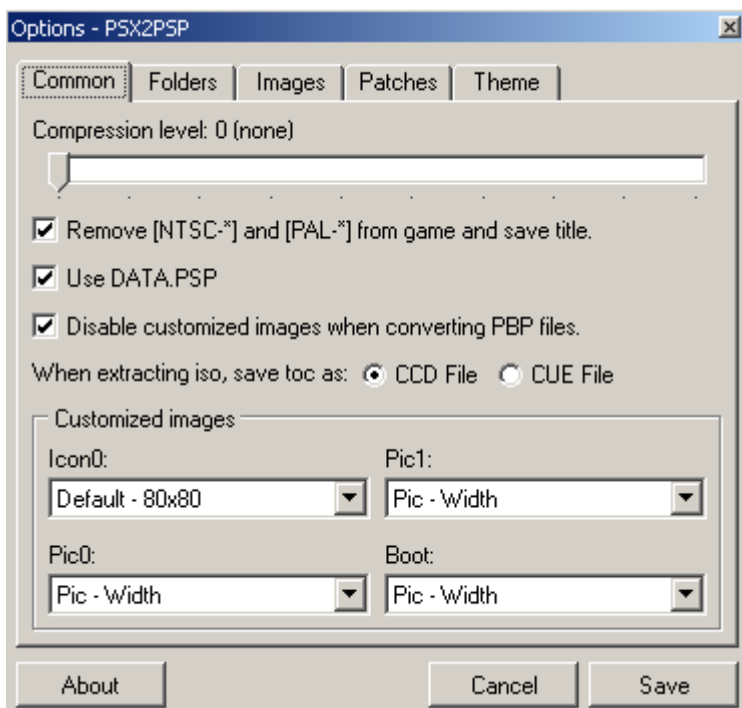 Options - PSX2PSP
Common Folders Images Patches Theme
Compression level: 0 (none)
Remove [NTSC-*] and [PAL-*] from game and save title.
Use DATA.PSP
Disable customized images when converting PBP files.
When extracting iso, save toc as: CCD File CUE File
Customized images
Icon0: Pic1:
Default - 80x80 Pic - Width
Pic0: Boot:
Pic - Width Pic - Width
About Cancel Save